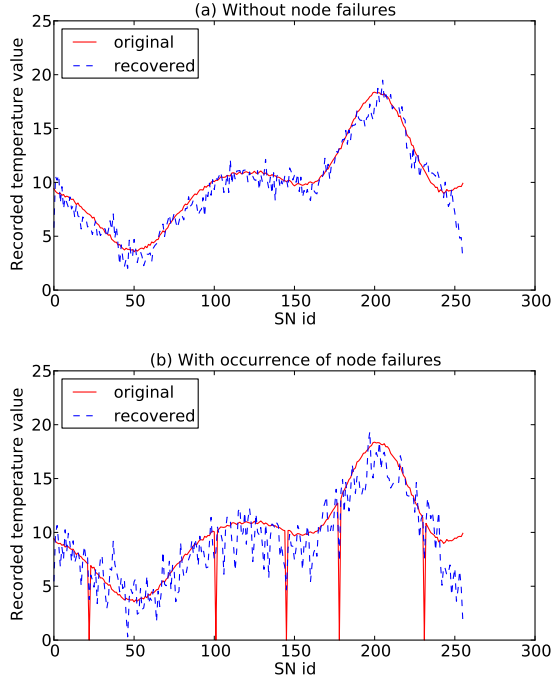 (a) Without node failures
25
20
15
10
5
0
Recorded temperature value
original
recovered
0 50 100 150 200 250 300
SN id
(b) With occurrence of node failures
25
20
15
10
5
0
Recorded temperature value
original
recovered
0 50 100 150 200 250 300
SN id